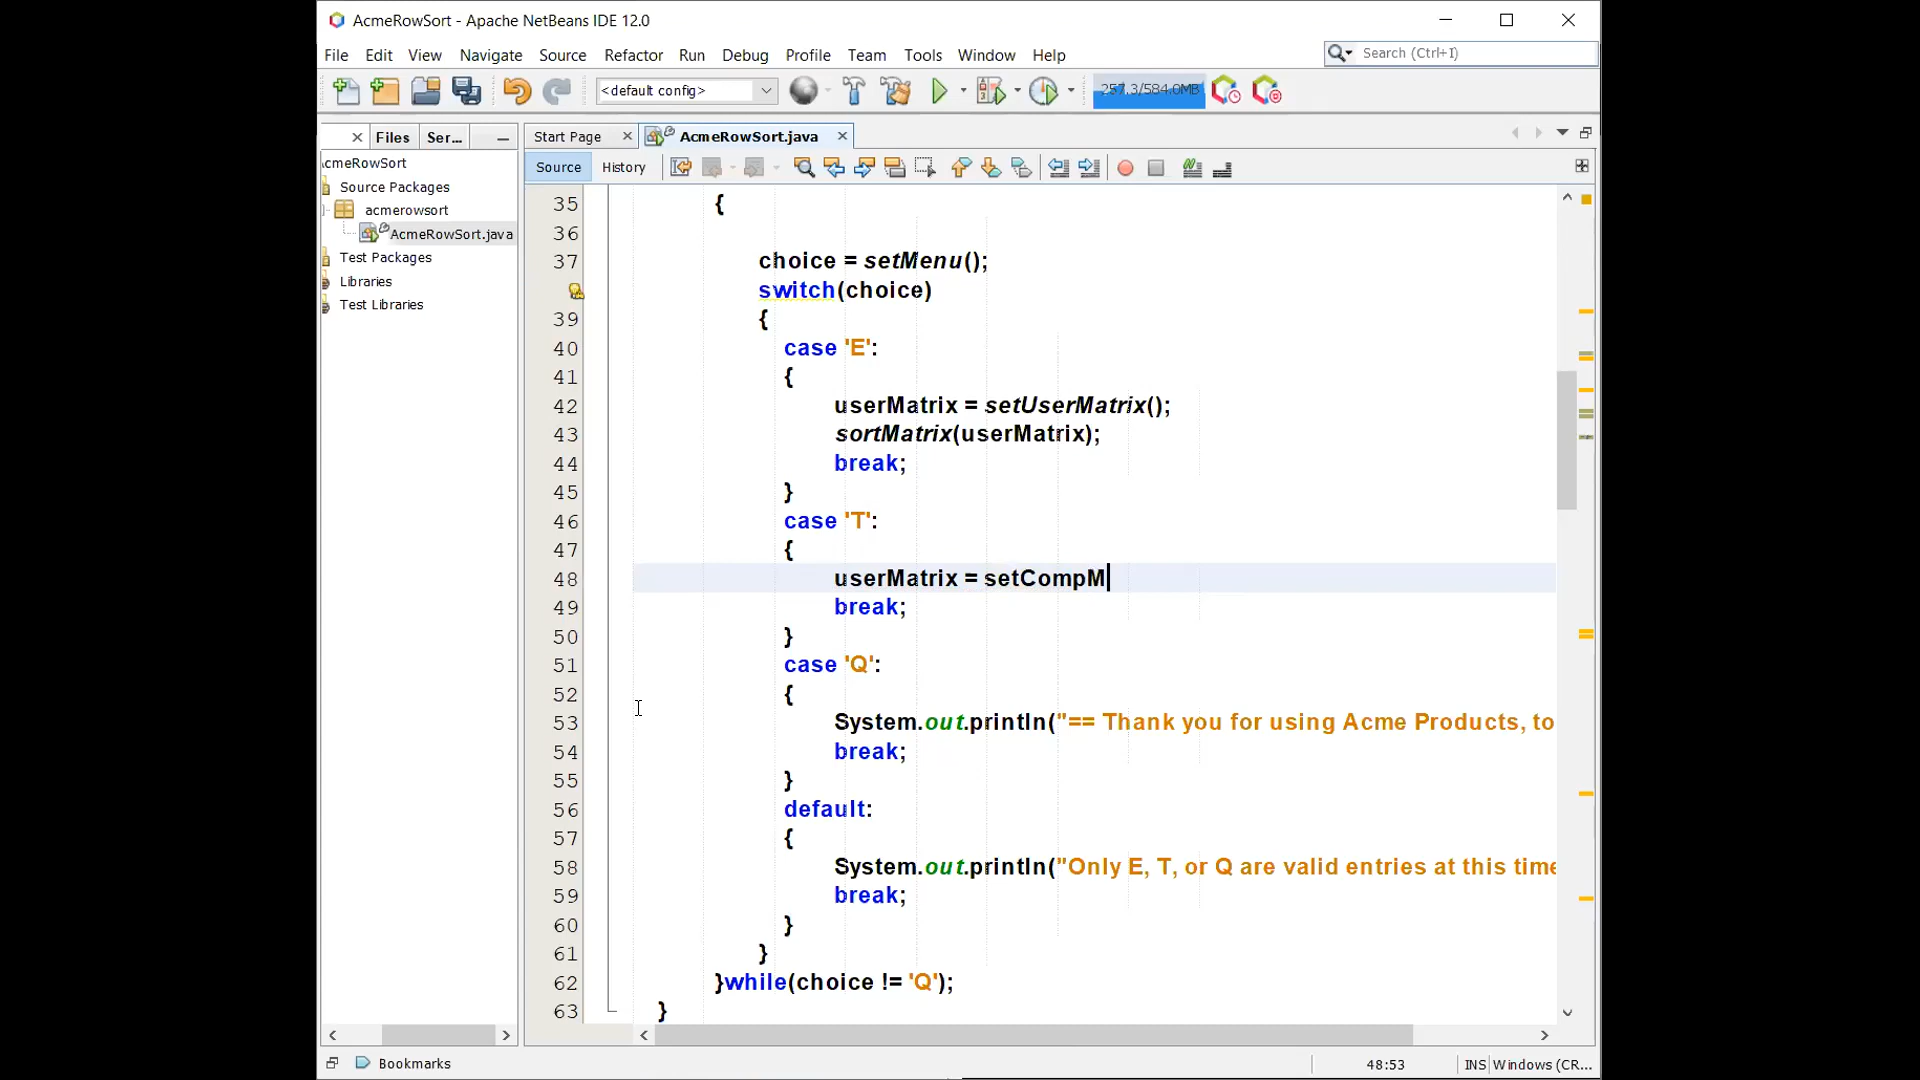 AcmeRowSort - Apache NetBeans IDE 12.0
File Edit View Navigate Source Refactor Run Debug Profile Team Tools Window Help
Search (Ctrl+I)
<default config>
257.3/584.0MB
Files Ser...
Start Page
AcmeRowSort.java
cmeRowSort
Source Packages
acmerowsort
AcmeRowSort.java
Test Packages
Libraries
Test Libraries
Source History
35 {
36
37 choice = setMenu();
switch(choice)
39 {
40 case 'E':
41 {
42 userMatrix = setUserMatrix();
43 sortMatrix(userMatrix);
44 break;
45 }
46 case 'T':
47 {
48 userMatrix = setCompM
49 break;
50 }
51 case 'Q':
52 {
53 System.out.println("== Thank you for using Acme Products, to
54 break;
55 }
56 default:
57 {
58 System.out.println("Only E, T, or Q are valid entries at this time
59 break;
60 }
61 }
62 }while(choice != 'Q');
63 }
Bookmarks
48:53
INS Windows (CR...